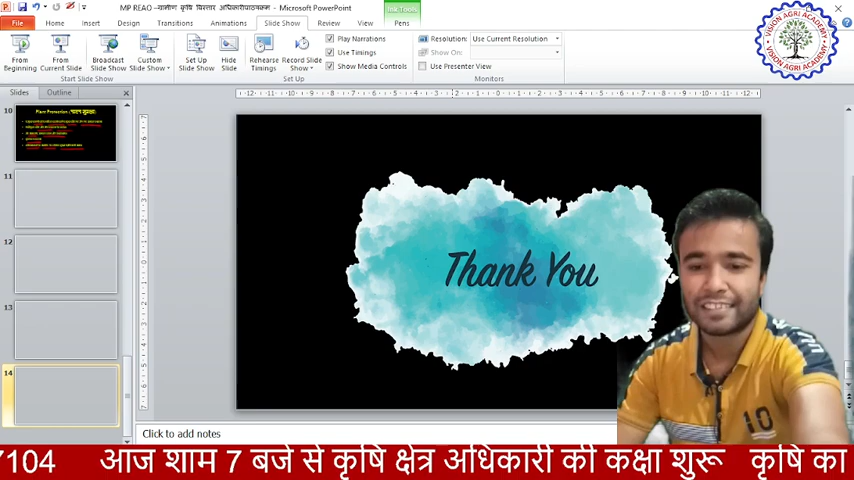 MP REAO -ग्रामीण कृषि विस्तार अधिकारीपाठ्यक्रम - Microsoft PowerPoint
Ink Tools
File Home Insert Design Transitions Animations Slide Show Review View Pens
From Beginning
From Current Slide
Broadcast Slide Show
Custom Slide Show
Set Up Slide Show
Hide Slide
Rehearse Timings
Record Slide Show
Play Narrations
Use Timings
Show Media Controls
Resolution: Use Current Resolution
Show On:
Use Presenter View
Start Slide Show
Set Up
Monitors
VISION AGRI ACADEMY
VISION AGRI ACADEMY
Slides Outline
10
11
12
13
14
Thank You
10
Click to add notes
7104 आज शाम 7 बजे से कृषि क्षेत्र अधिकारी की कक्षा शुरू कृषि का